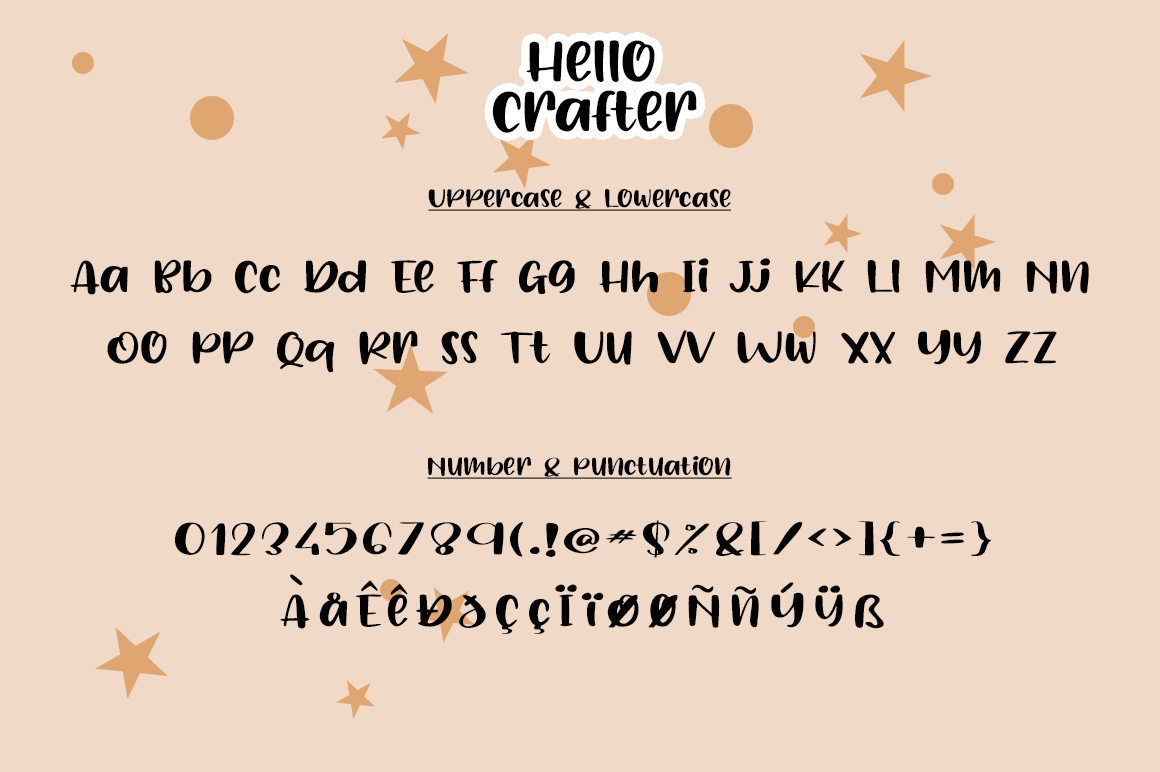 Hello
Crafter
Uppercase & Lowercase
Aa Bb Cc Dd Ee Ff Gg Hh Ii Jj Kk Ll Mm Nn
Oo Pp Qq Rr Ss Tt Uu Vv Ww Xx Yy Zz
Number & Punctuation
0123456789(.!@#$%&[/<>]{+=}
ÀåÊêÐðÇçÏïØøÑñÝÿß